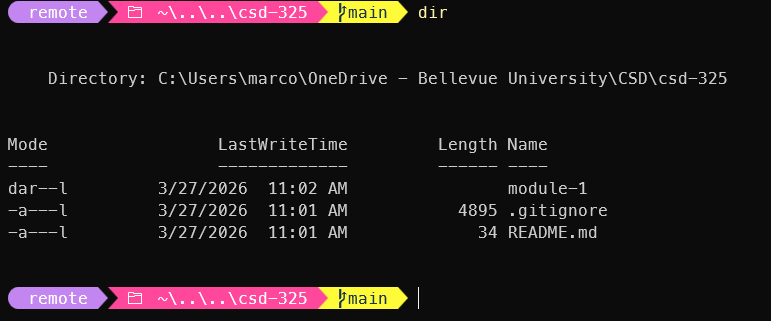 remote ~\..\..\csd-325 main dir
Directory: C:\Users\marco\OneDrive - Bellevue University\CSD\csd-325
Mode LastWriteTime Length Name
---- ------------- ------ ----
dar--l 3/27/2026 11:02 AM module-1
-a---l 3/27/2026 11:01 AM 4895 .gitignore
-a---l 3/27/2026 11:01 AM 34 README.md
remote ~\..\..\csd-325 main